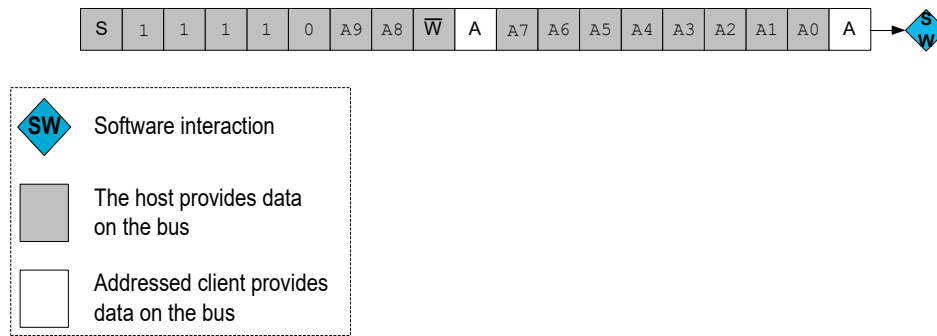 S 1 1 1 1 0 A9 A8 W̅ A A7 A6 A5 A4 A3 A2 A1 A0 A S W
SW Software interaction
The host provides data
on the bus
Addressed client provides
data on the bus